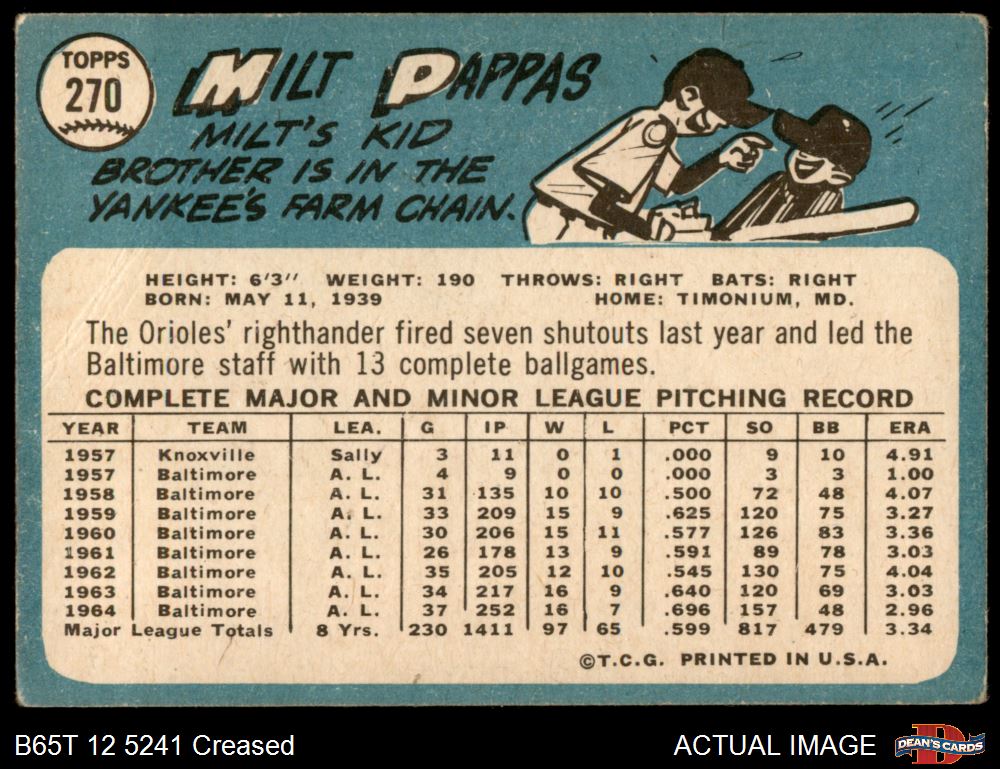 TOPPS
270
MILT PAPPAS
MILT'S KID
BROTHER IS IN THE
YANKEE'S FARM CHAIN.
HEIGHT: 6'3" WEIGHT: 190 THROWS: RIGHT BATS: RIGHT
BORN: MAY 11, 1939 HOME: TIMONIUM, MD.
The Orioles' righthander fired seven shutouts last year and led the
Baltimore staff with 13 complete ballgames.
COMPLETE MAJOR AND MINOR LEAGUE PITCHING RECORD
YEAR TEAM LEA. G IP W L PCT SO BB ERA
1957 Knoxville Sally 3 11 0 1 .000 9 10 4.91
1957 Baltimore A. L. 4 9 0 0 .000 3 3 1.00
1958 Baltimore A. L. 31 135 10 10 .500 72 48 4.07
1959 Baltimore A. L. 33 209 15 9 .625 120 75 3.27
1960 Baltimore A. L. 30 206 15 11 .577 126 83 3.36
1961 Baltimore A. L. 26 178 13 9 .591 89 78 3.03
1962 Baltimore A. L. 35 205 12 10 .545 130 75 4.04
1963 Baltimore A. L. 34 217 16 9 .640 120 69 3.03
1964 Baltimore A. L. 37 252 16 7 .696 157 48 2.96
Major League Totals 8 Yrs. 230 1411 97 65 .599 817 479 3.34
©T.C.G. PRINTED IN U.S.A.
B65T 12 5241 Creased ACTUAL IMAGE DEAN'S CARDS